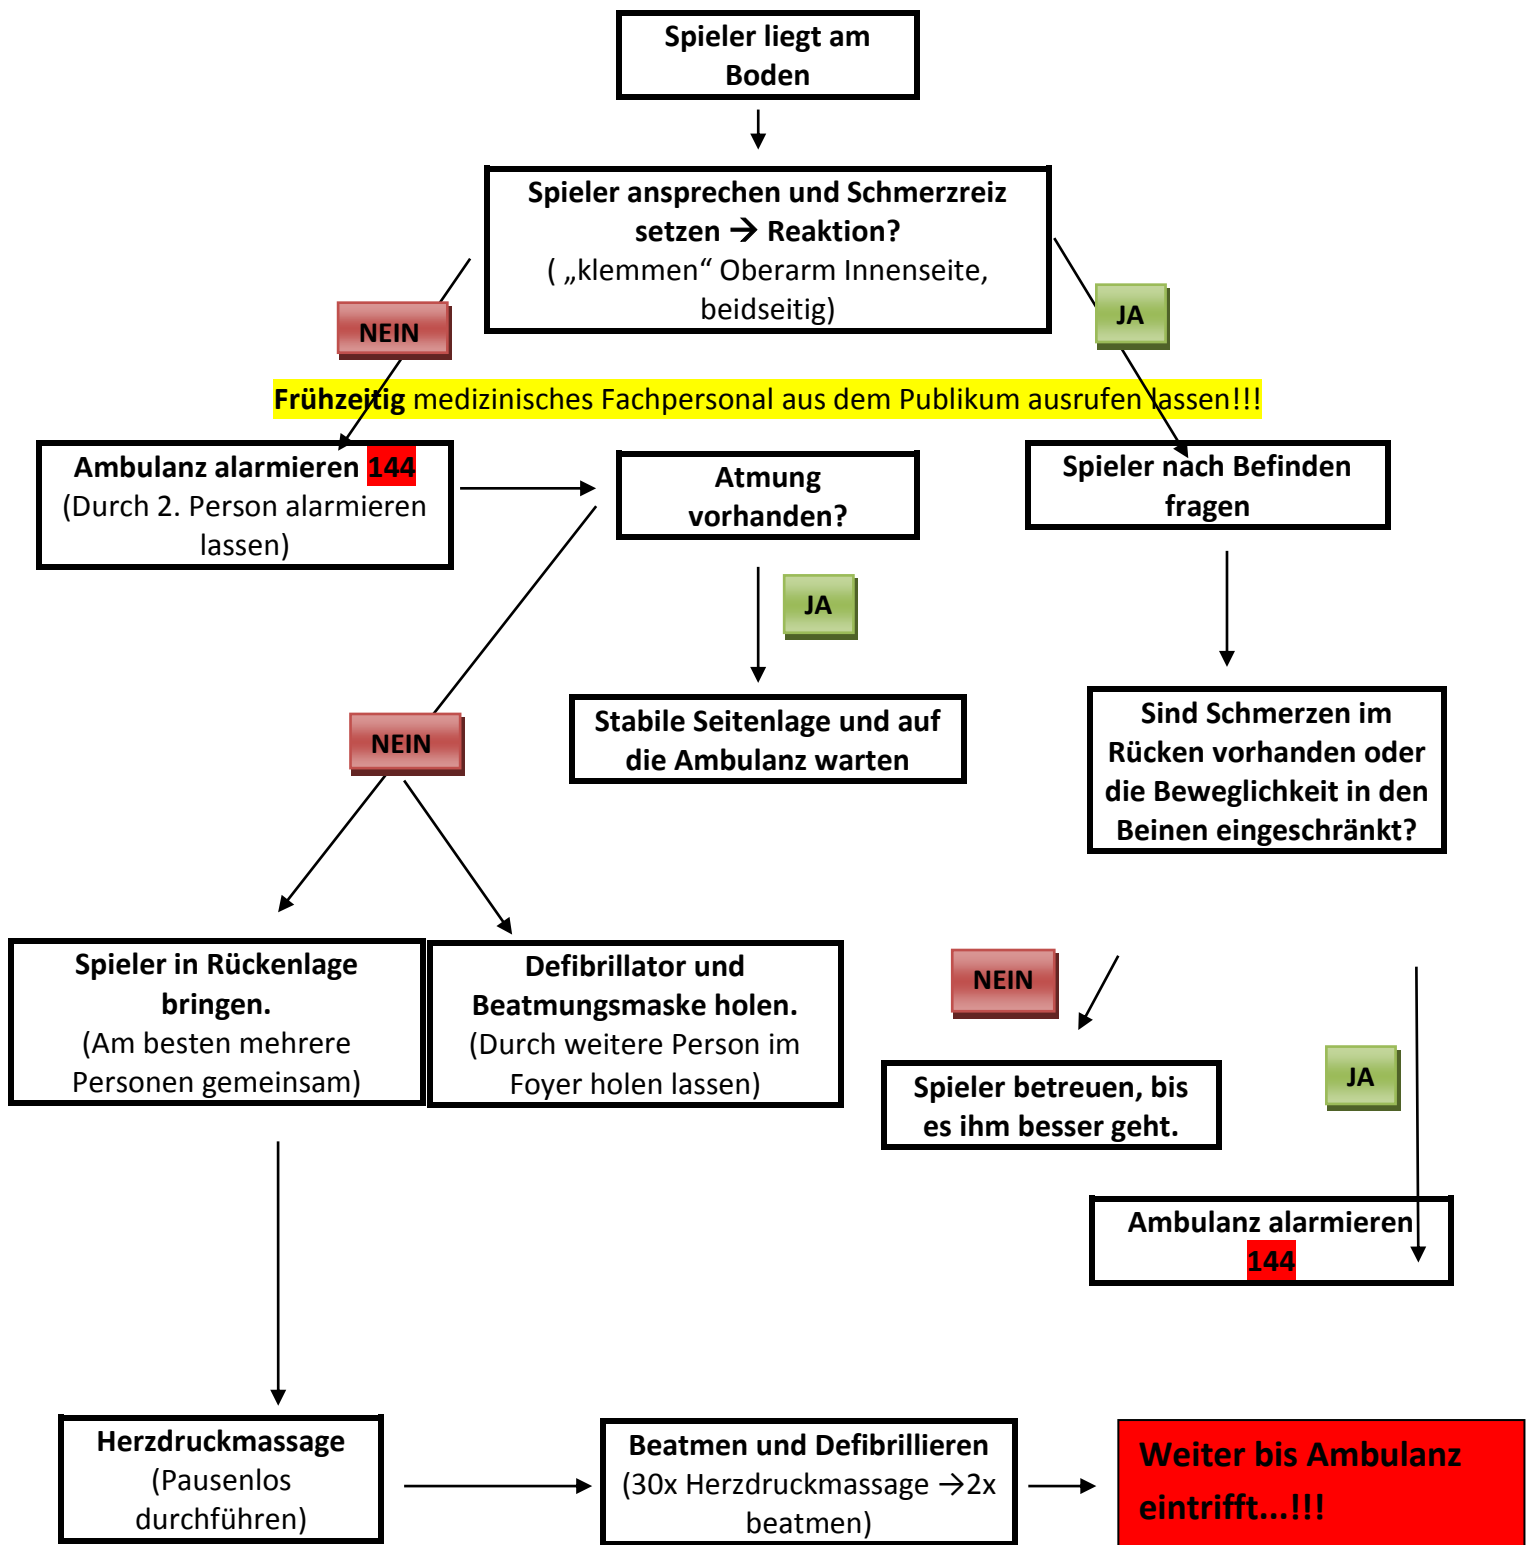 Spieler liegt am
Boden
Spieler ansprechen und Schmerzreiz
setzen → Reaktion?
( „klemmen“ Oberarm Innenseite,
beidseitig)
NEIN
JA
Frühzeitig medizinisches Fachpersonal aus dem Publikum ausrufen lassen!!!
Ambulanz alarmieren 144
(Durch 2. Person alarmieren
lassen)
Atmung
vorhanden?
Spieler nach Befinden
fragen
JA
NEIN
Stabile Seitenlage und auf
die Ambulanz warten
Sind Schmerzen im
Rücken vorhanden oder
die Beweglichkeit in den
Beinen eingeschränkt?
Spieler in Rückenlage
bringen.
(Am besten mehrere
Personen gemeinsam)
Defibrillator und
Beatmungsmaske holen.
(Durch weitere Person im
Foyer holen lassen)
NEIN
JA
Spieler betreuen, bis
es ihm besser geht.
Ambulanz alarmieren
144
Herzdruckmassage
(Pausenlos
durchführen)
Beatmen und Defibrillieren
(30x Herzdruckmassage →2x
beatmen)
Weiter bis Ambulanz
eintrifft...!!!